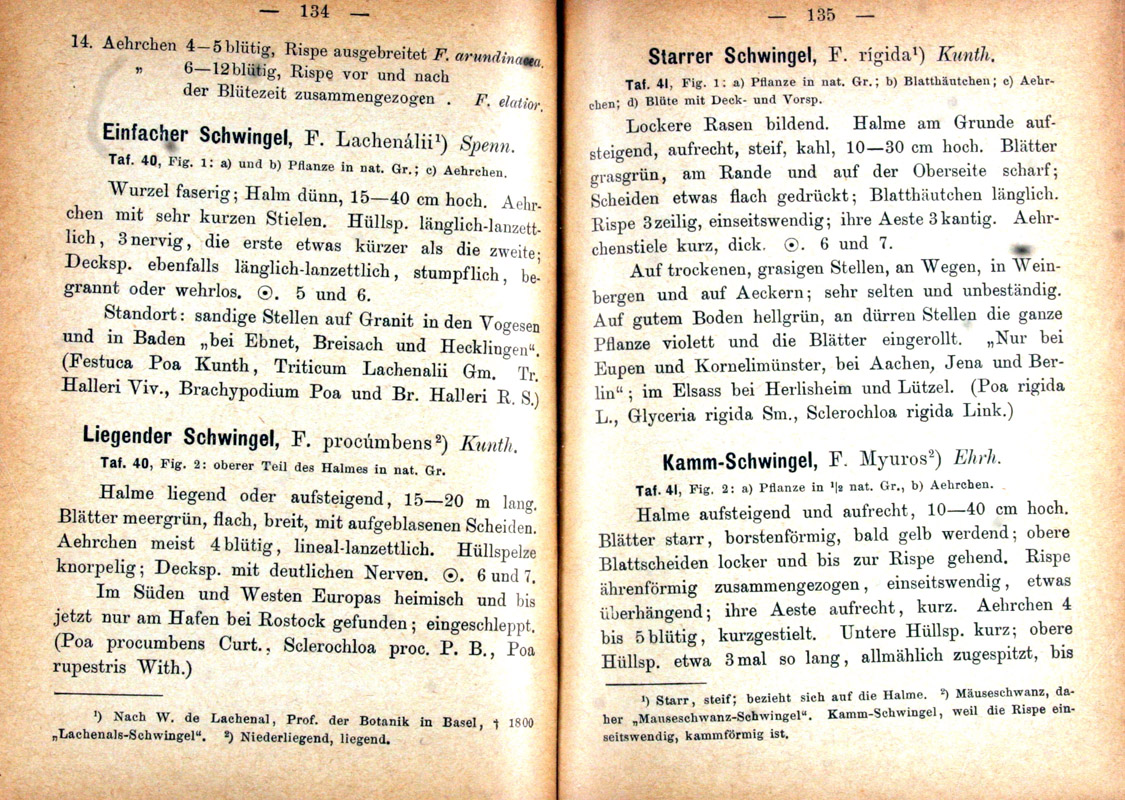 — 134 —
14. Aehrchen 4—5 blütig, Rispe ausgebreitet F. arundinacea.
„ 6—12 blütig, Rispe vor und nach
der Blütezeit zusammengezogen . F. elatior.
Einfacher Schwingel, F. Lachenálii¹) Spenn.
Taf. 40, Fig. 1: a) und b) Pflanze in nat. Gr.; c) Aehrchen.
Wurzel faserig; Halm dünn, 15—40 cm hoch. Aehr-
chen mit sehr kurzen Stielen. Hüllsp. länglich-lanzett-
lich, 3 nervig, die erste etwas kürzer als die zweite;
Decksp. ebenfalls länglich-lanzettlich, stumpflich, be-
grannt oder wehrlos. ☉. 5 und 6.
Standort: sandige Stellen auf Granit in den Vogesen
und in Baden „bei Ebnet, Breisach und Hecklingen“.
(Festuca Poa Kunth, Triticum Lachenalii Gm. Tr.
Halleri Viv., Brachypodium Poa und Br. Halleri R. S.)
Liegender Schwingel, F. procúmbens²) Kunth.
Taf. 40, Fig. 2: oberer Teil des Halmes in nat. Gr.
Halme liegend oder aufsteigend, 15—20 m lang.
Blätter meergrün, flach, breit, mit aufgeblasenen Scheiden.
Aehrchen meist 4 blütig, lineal-lanzettlich. Hüllspelze
knorpelig; Decksp. mit deutlichen Nerven. ☉. 6 und 7.
Im Süden und Westen Europas heimisch und bis
jetzt nur am Hafen bei Rostock gefunden; eingeschleppt.
(Poa procumbens Curt., Sclerochloa proc. P. B., Poa
rupestris With.)
¹) Nach W. de Lachenal, Prof. der Botanik in Basel, † 1800
„Lachenals-Schwingel“. ²) Niederliegend, liegend.
— 135 —
Starrer Schwingel, F. rígida¹) Kunth.
Taf. 41, Fig. 1: a) Pflanze in nat. Gr.; b) Blatthäutchen; c) Aehr-
chen; d) Blüte mit Deck- und Vorsp.
Lockere Rasen bildend. Halme am Grunde auf-
steigend, aufrecht, steif, kahl, 10—30 cm hoch. Blätter
grasgrün, am Rande und auf der Oberseite scharf;
Scheiden etwas flach gedrückt; Blatthäutchen länglich.
Rispe 3 zeilig, einseitswendig; ihre Aeste 3 kantig. Aehr-
chenstiele kurz, dick. ☉. 6 und 7.
Auf trockenen, grasigen Stellen, an Wegen, in Wein-
bergen und auf Aeckern; sehr selten und unbeständig.
Auf gutem Boden hellgrün, an dürren Stellen die ganze
Pflanze violett und die Blätter eingerollt. „Nur bei
Eupen und Kornelimünster, bei Aachen, Jena und Ber-
lin“; im Elsass bei Herlisheim und Lützel. (Poa rigida
L., Glyceria rigida Sm., Sclerochloa rigida Link.)
Kamm-Schwingel, F. Myuros²) Ehrh.
Taf. 41, Fig. 2: a) Pflanze in ½ nat. Gr., b) Aehrchen.
Halme aufsteigend und aufrecht, 10—40 cm hoch.
Blätter starr, borstenförmig, bald gelb werdend; obere
Blattscheiden locker und bis zur Rispe gehend. Rispe
ährenförmig zusammengezogen, einseitswendig, etwas
überhängend; ihre Aeste aufrecht, kurz. Aehrchen 4
bis 5 blütig, kurzgestielt. Untere Hüllsp. kurz; obere
Hüllsp. etwa 3 mal so lang, allmählich zugespitzt, bis
¹) Starr, steif; bezieht sich auf die Halme. ²) Mäuseschwanz, da-
her „Mauseschwanz-Schwingel“. Kamm-Schwingel, weil die Rispe ein-
seitswendig, kammförmig ist.